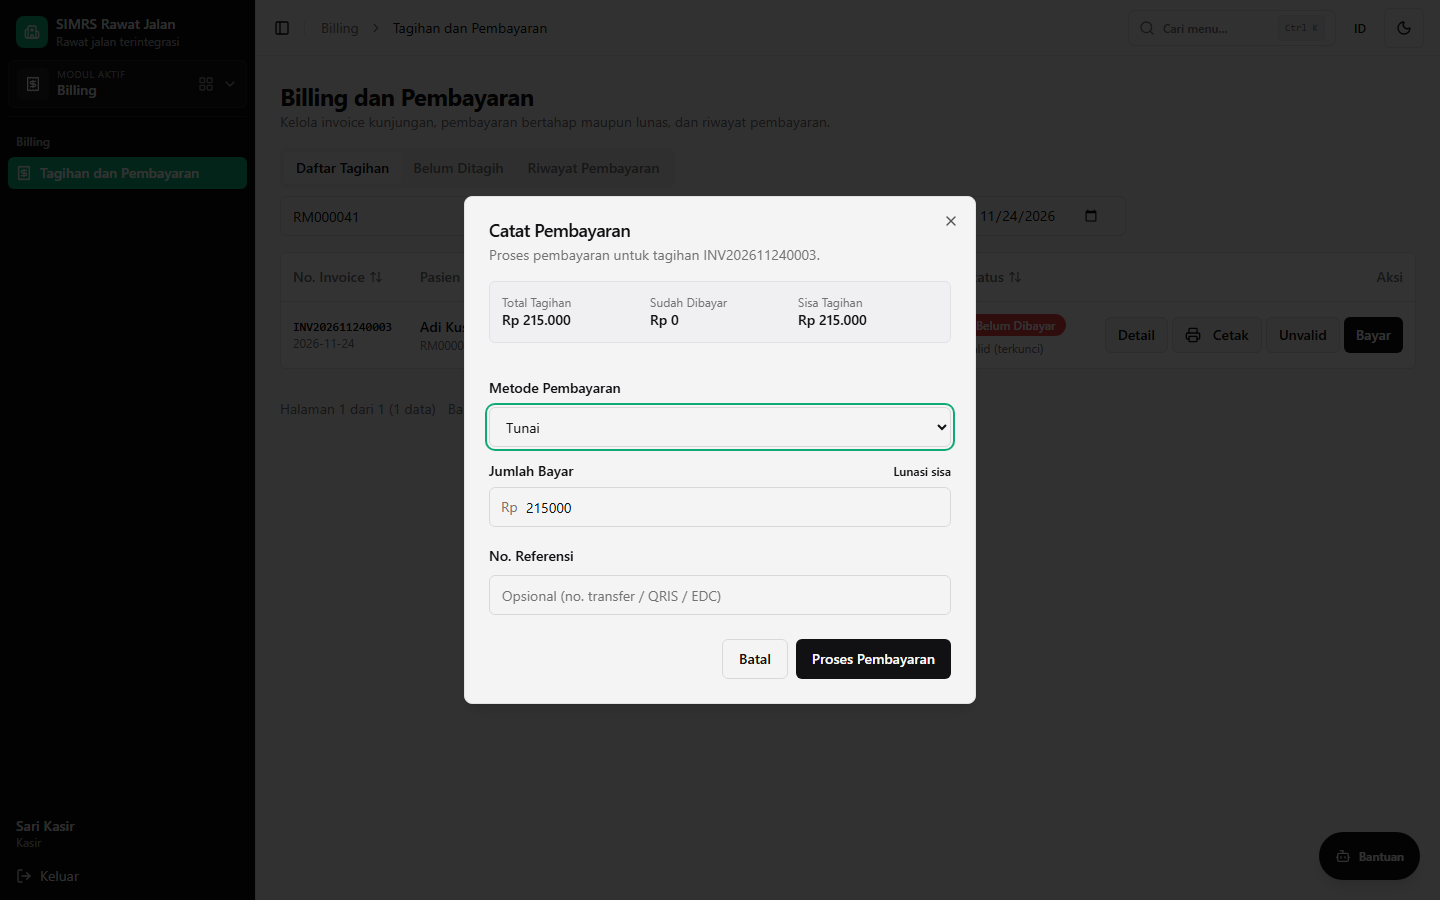 SIMRS Rawat Jalan
Rawat jalan terintegrasi
MODUL AKTIF
Billing
Billing
Tagihan dan Pembayaran
Sari Kasir
Kasir
Keluar
Billing > Tagihan dan Pembayaran
Cari menu...
Ctrl K
ID
Billing dan Pembayaran
Kelola invoice kunjungan, pembayaran bertahap maupun lunas, dan riwayat pembayaran.
Daftar Tagihan
Belum Ditagih
Riwayat Pembayaran
RM000041
11/24/2026
No. Invoice
Pasien
Aksi
INV202611240003
2026-11-24
Adi
RM0000
Belum Dibayar
(terkunci)
Detail
Cetak
Unvalid
Bayar
Halaman 1 dari 1 (1 data)
Catat Pembayaran
Proses pembayaran untuk tagihan INV202611240003.
Total Tagihan
Rp 215.000
Sudah Dibayar
Rp 0
Sisa Tagihan
Rp 215.000
Metode Pembayaran
Tunai
Jumlah Bayar
Lunasi sisa
Rp 215000
No. Referensi
Opsional (no. transfer / QRIS / EDC)
Batal
Proses Pembayaran
Bantuan